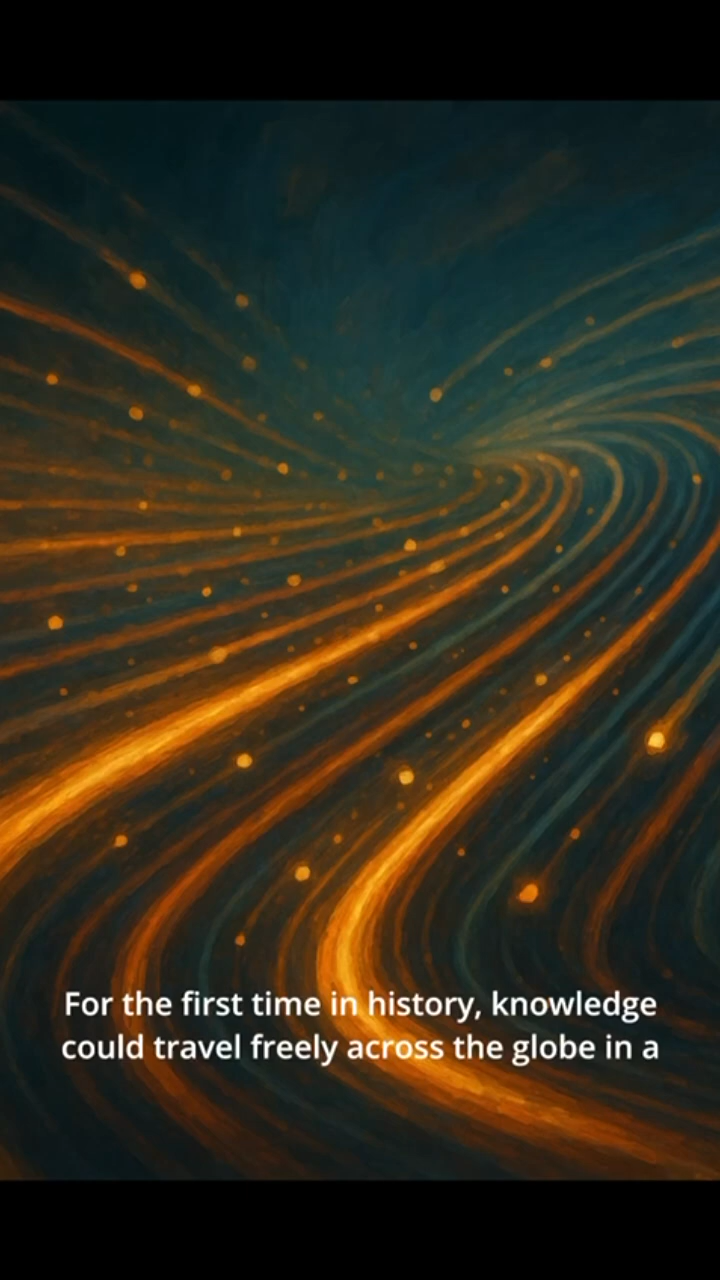 For the first time in history, knowledge
could travel freely across the globe in a